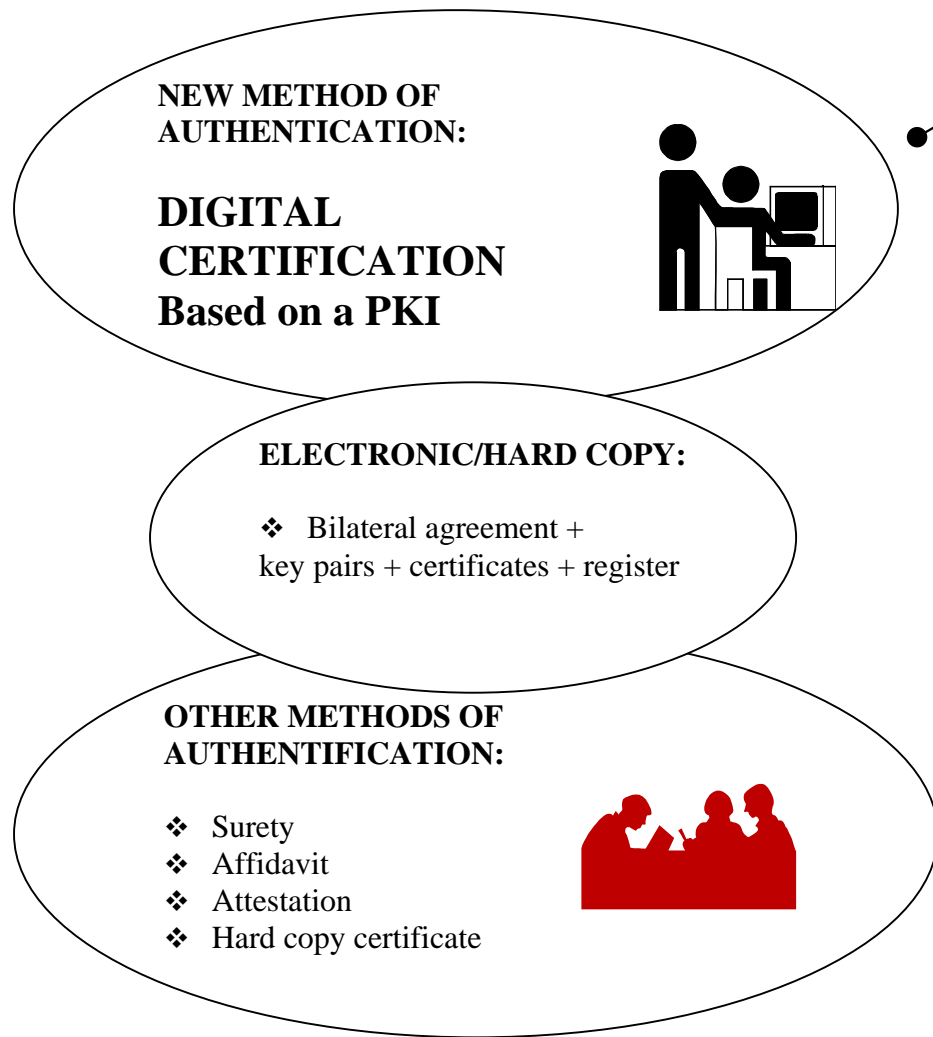 NEW METHOD OF
AUTHENTICATION:
DIGITAL
CERTIFICATION
Based on a PKI
ELECTRONIC/HARD COPY:
❖ Bilateral agreement +
key pairs + certificates + register
OTHER METHODS OF
AUTHENTIFICATION:
❖ Surety
❖ Affidavit
❖ Attestation
❖ Hard copy certificate